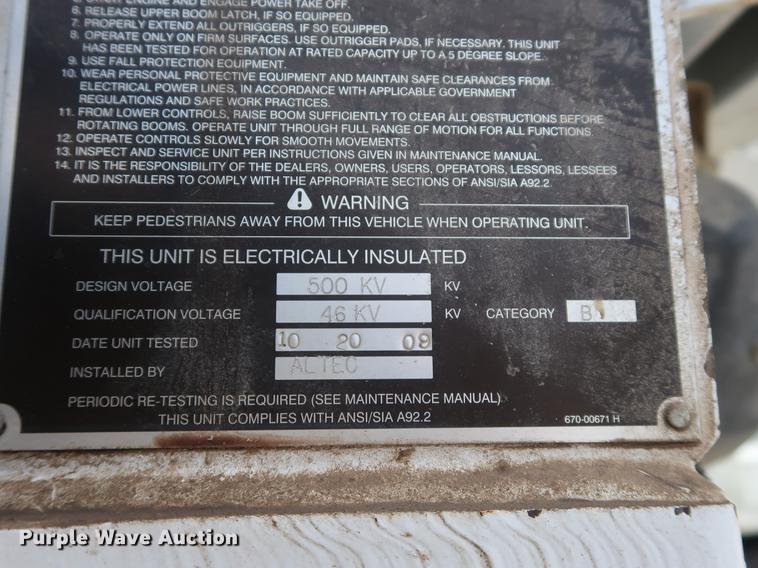 ENGINE AND ENGAGE POWER TAKE OFF.
6. RELEASE UPPER BOOM LATCH, IF SO EQUIPPED.
7. PROPERLY EXTEND ALL OUTRIGGERS, IF SO EQUIPPED.
8. OPERATE ONLY ON FIRM SURFACES. USE OUTRIGGER PADS, IF NECESSARY. THIS UNIT
HAS BEEN TESTED FOR OPERATION AT RATED CAPACITY UP TO A 5 DEGREE SLOPE.
9. USE FALL PROTECTION EQUIPMENT.
10. WEAR PERSONAL PROTECTIVE EQUIPMENT AND MAINTAIN SAFE CLEARANCES FROM
ELECTRICAL POWER LINES, IN ACCORDANCE WITH APPLICABLE GOVERNMENT
REGULATIONS AND SAFE WORK PRACTICES.
11. FROM LOWER CONTROLS, RAISE BOOM SUFFICIENTLY TO CLEAR ALL OBSTRUCTIONS BEFORE
ROTATING BOOMS. OPERATE UNIT THROUGH FULL RANGE OF MOTION FOR ALL FUNCTIONS.
12. OPERATE CONTROLS SLOWLY FOR SMOOTH MOVEMENTS.
13. INSPECT AND SERVICE UNIT PER INSTRUCTIONS GIVEN IN MAINTENANCE MANUAL.
14. IT IS THE RESPONSIBILITY OF THE DEALERS, OWNERS, USERS, OPERATORS, LESSORS, LESSEES
AND INSTALLERS TO COMPLY WITH THE APPROPRIATE SECTIONS OF ANSI/SIA A92.2.
WARNING
KEEP PEDESTRIANS AWAY FROM THIS VEHICLE WHEN OPERATING UNIT.
THIS UNIT IS ELECTRICALLY INSULATED
DESIGN VOLTAGE 500 KV KV
QUALIFICATION VOLTAGE 46 KV KV CATEGORY B
DATE UNIT TESTED 10 20 09
INSTALLED BY ALTEC
PERIODIC RE-TESTING IS REQUIRED (SEE MAINTENANCE MANUAL)
THIS UNIT COMPLIES WITH ANSI/SIA A92.2 670-00671 H
Purple Wave Auction